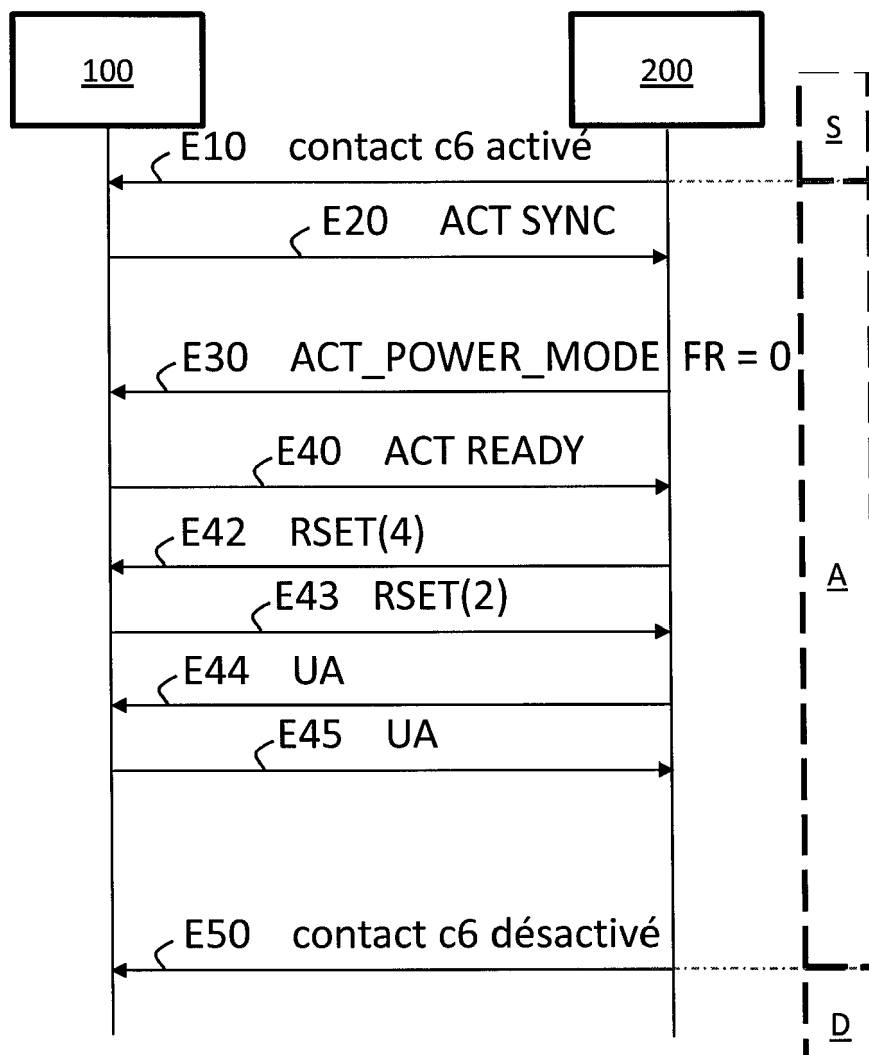 100
200
S
E10 contact c6 activé
E20 ACT SYNC
E30 ACT_POWER_MODE FR = 0
E40 ACT READY
E42 RSET(4)
A
E43 RSET(2)
E44 UA
E45 UA
E50 contact c6 désactivé
D